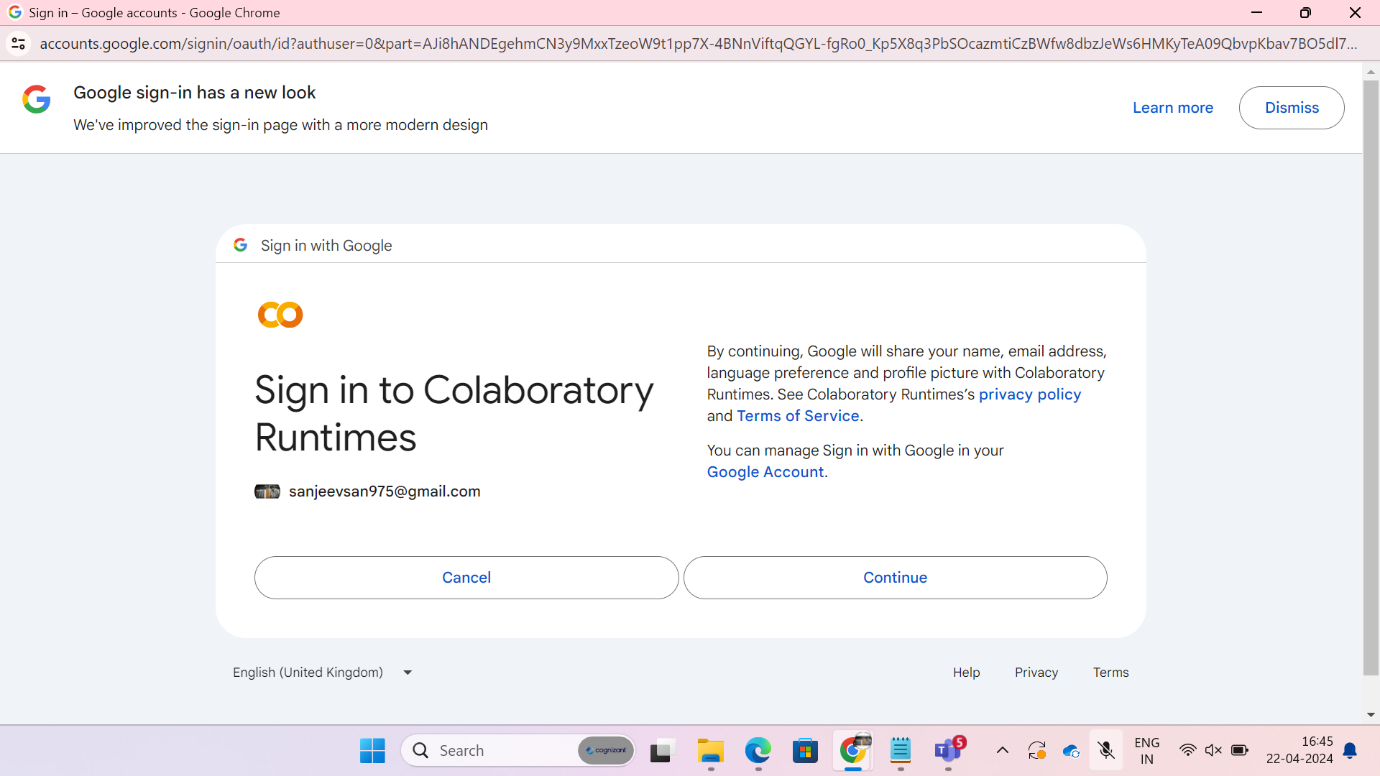 Sign in – Google accounts - Google Chrome
accounts.google.com/signin/oauth/id?authuser=0&part=AJi8hANDEgehmCN3y9MxxTzeoW9t1pp7X-4BNnViftqQGYL-fgRo0_Kp5X8q3PbSOcazmtiCzBWfw8dbzJeWs6HMKyTeA09QbvpKbav7BO5dl7...
Google sign-in has a new look
We've improved the sign-in page with a more modern design
Learn more
Dismiss
Sign in with Google
Sign in to Colaboratory
Runtimes
sanjeevsan975@gmail.com
By continuing, Google will share your name, email address,
language preference and profile picture with Colaboratory
Runtimes. See Colaboratory Runtimes's privacy policy
and Terms of Service.
You can manage Sign in with Google in your
Google Account.
Cancel
Continue
English (United Kingdom)
Help
Privacy
Terms
Search
cognizant
5
ENG
IN
16:45
22-04-2024